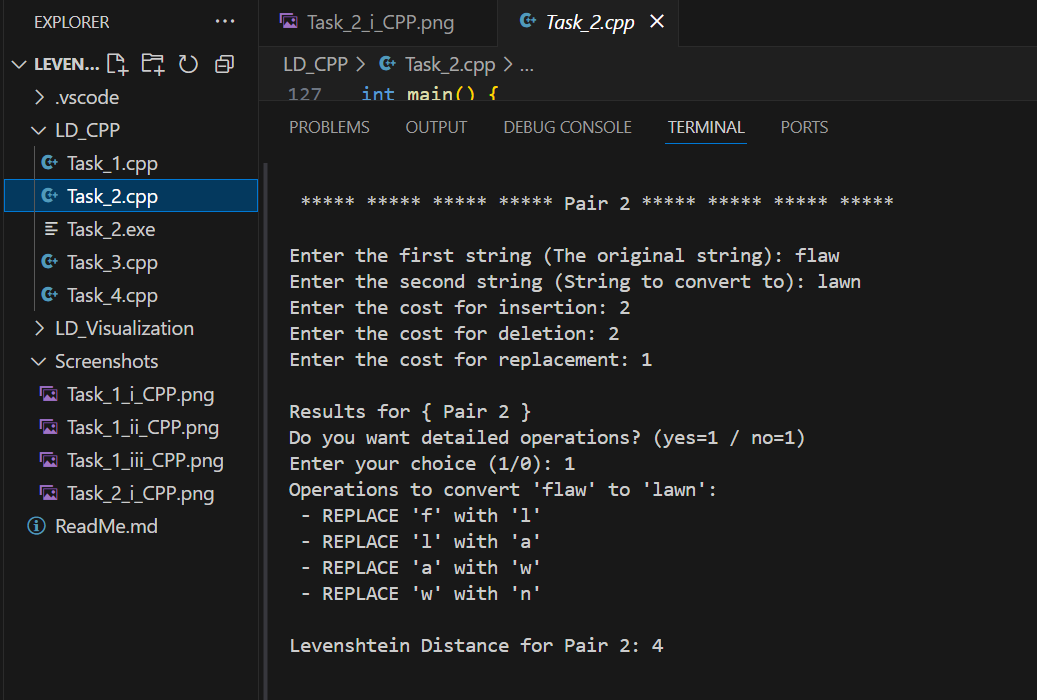 EXPLORER ...
LEVEN...
.vscode
LD_CPP
Task_1.cpp
Task_2.cpp
Task_2.exe
Task_3.cpp
Task_4.cpp
LD_Visualization
Screenshots
Task_1_i_CPP.png
Task_1_ii_CPP.png
Task_1_iii_CPP.png
Task_2_i_CPP.png
ReadMe.md
Task_2_i_CPP.png Task_2.cpp
LD_CPP > Task_2.cpp > ...
127 int main() {
PROBLEMS OUTPUT DEBUG CONSOLE TERMINAL PORTS
***** ***** ***** ***** Pair 2 ***** ***** ***** *****
Enter the first string (The original string): flaw
Enter the second string (String to convert to): lawn
Enter the cost for insertion: 2
Enter the cost for deletion: 2
Enter the cost for replacement: 1
Results for { Pair 2 }
Do you want detailed operations? (yes=1 / no=1)
Enter your choice (1/0): 1
Operations to convert 'flaw' to 'lawn':
- REPLACE 'f' with 'l'
- REPLACE 'l' with 'a'
- REPLACE 'a' with 'w'
- REPLACE 'w' with 'n'
Levenshtein Distance for Pair 2: 4